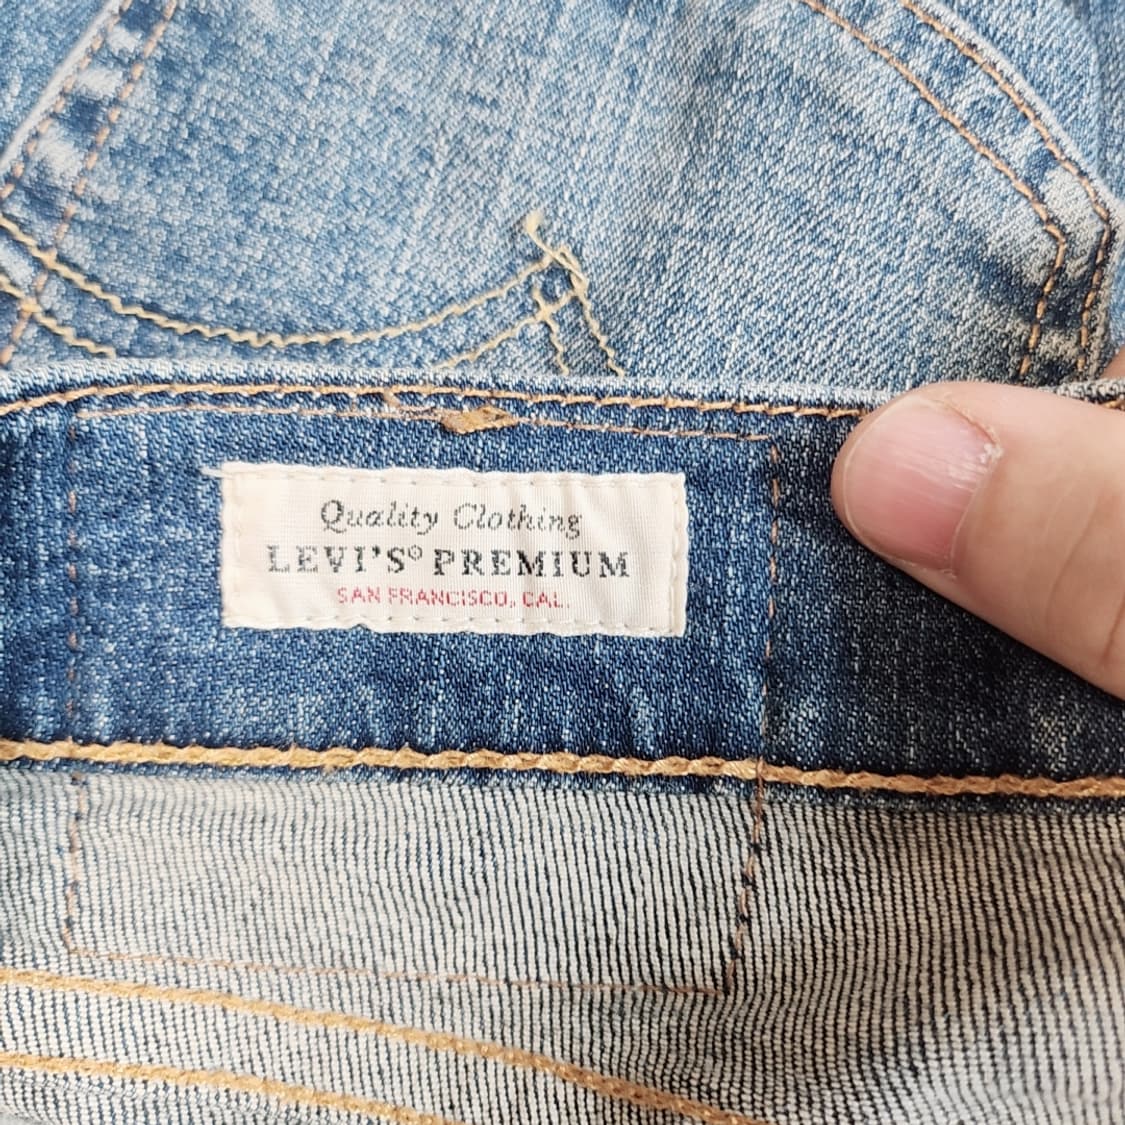 Quality Clothing
LEVI'S® PREMIUM
SAN FRANCISCO, CAL.